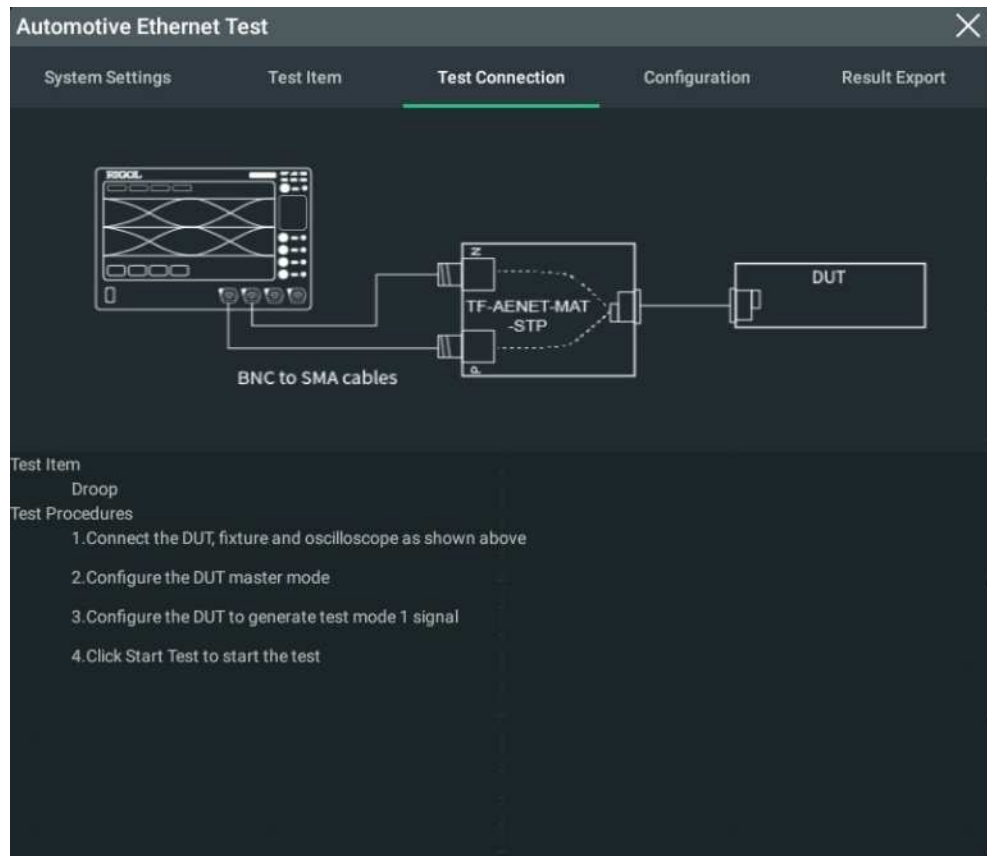 Automotive Ethernet Test
System Settings
Test Item
Test Connection
Configuration
Result Export
RIGOL
N
TF-AENET-MAT
-STP
P
DUT
BNC to SMA cables
Test Item
Droop
Test Procedures
1.Connect the DUT, fixture and oscilloscope as shown above
2.Configure the DUT master mode
3.Configure the DUT to generate test mode 1 signal
4.Click Start Test to start the test